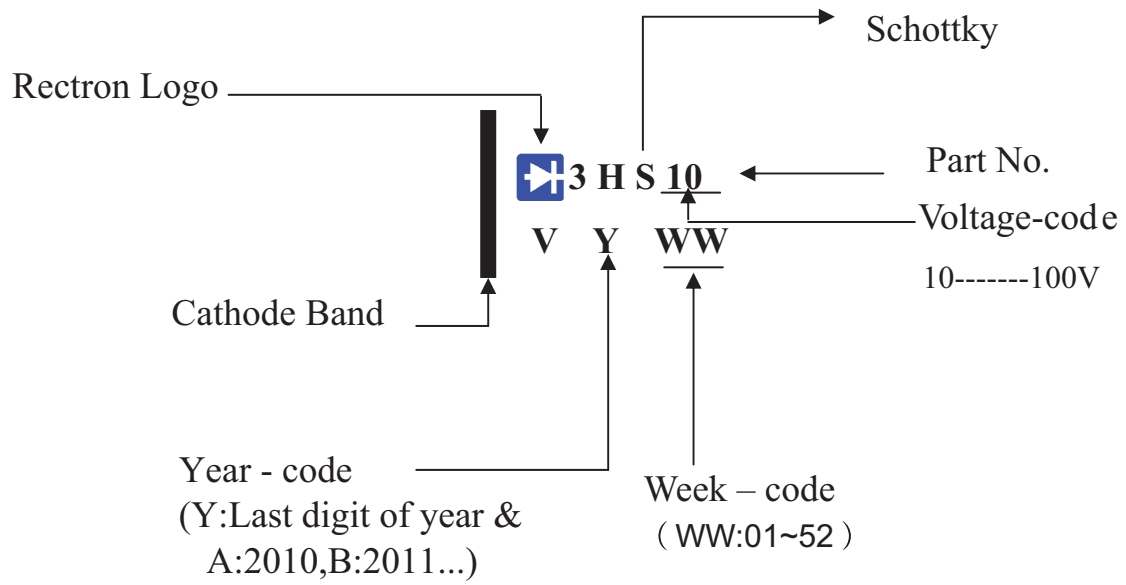 Schottky
Rectron Logo
3 H S 10
Part No.
Voltage-code
V Y WW
10-------100V
Cathode Band
Year - code
(Y:Last digit of year &
A:2010,B:2011...)
Week – code
（WW:01~52）